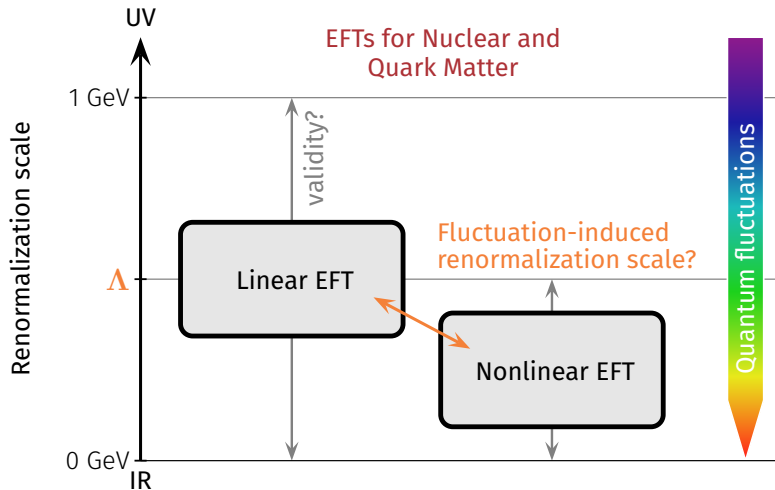 UV
EFTs for Nuclear and
Quark Matter
1 GeV
validity?
Renormalization scale
Fluctuation-induced
renormalization scale?
Λ
Linear EFT
Nonlinear EFT
Quantum fluctuations
0 GeV
IR